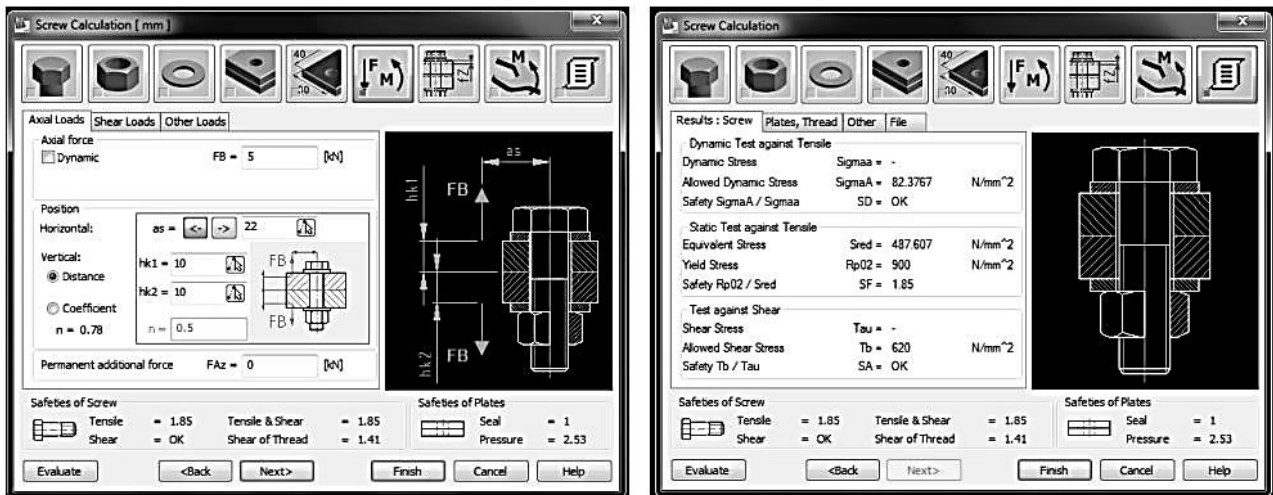 Screw Calculation [ mm ]
40
30
F M
fZ
M
Axial Loads Shear Loads Other Loads
Axial force
Dynamic FB = 5 [kN]
Position
Horizontal: as = <- -> 22
Vertical:
Distance
Coefficient
n = 0.78
hk1 = 10
hk2 = 10
n = 0.5
FB
FB
Permanent additional force FAz = 0 [kN]
as
hk1
FB
hk2
FB
Safeties of Screw
Tensile = 1.85 Tensile & Shear = 1.85
Shear = OK Shear of Thread = 1.41
Safeties of Plates
Seal = 1
Pressure = 2.53
Evaluate <Back Next> Finish Cancel Help
Screw Calculation
40
30
F M
fZ
M
Results : Screw Plates, Thread Other File
Dynamic Test against Tensile
Dynamic Stress Sigmaa = -
Allowed Dynamic Stress SigmaA = 82.3767 N/mm^2
Safety SigmaA / Sigmaa SD = OK
Static Test against Tensile
Equivalent Stress Sred = 487.607 N/mm^2
Yield Stress Rp02 = 900 N/mm^2
Safety Rp02 / Sred SF = 1.85
Test against Shear
Shear Stress Tau = -
Allowed Shear Stress Tb = 620 N/mm^2
Safety Tb / Tau SA = OK
Safeties of Screw
Tensile = 1.85 Tensile & Shear = 1.85
Shear = OK Shear of Thread = 1.41
Safeties of Plates
Seal = 1
Pressure = 2.53
Evaluate <Back Next> Finish Cancel Help